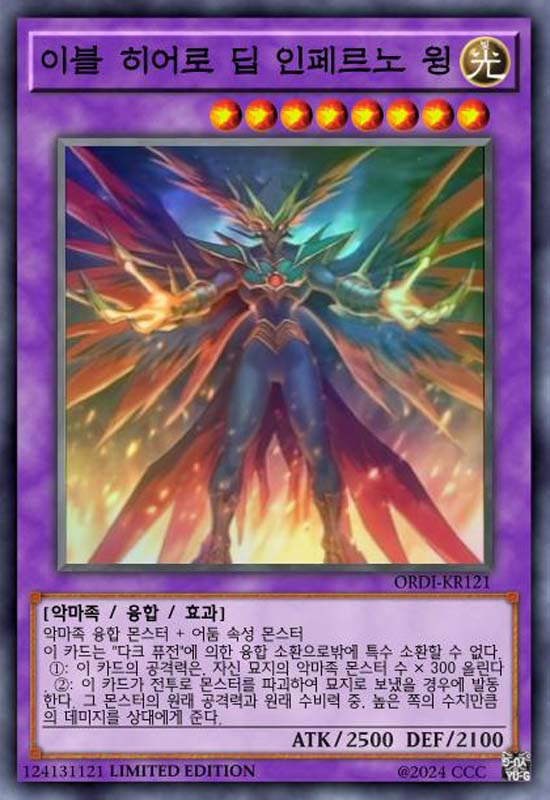 이블 히어로 딥 인페르노 윙
光
ORDI-KR121
[악마족 / 융합 / 효과]
악마족 융합 몬스터 + 어둠 속성 몬스터
이 카드는 "다크 퓨전"에 의한 융합 소환으로밖에 특수 소환할 수 없다.
①: 이 카드의 공격력은, 자신 묘지의 악마족 몬스터 수 × 300 올린다
②: 이 카드가 전투로 몬스터를 파괴하여 묘지로 보냈을 경우에 발동
한다. 그 몬스터의 원래 공격력과 원래 수비력 중, 높은 쪽의 수치만큼
의 데미지를 상대에게 준다.
ATK/2500 DEF/2100
124131121 LIMITED EDITION
@2024 CCC